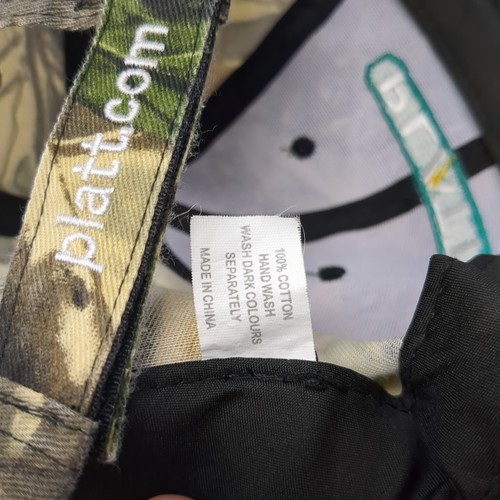 platt.com
100% COTTON
HAND WASH
WASH DARK COLOURS
SEPARATELY
MADE IN CHINA